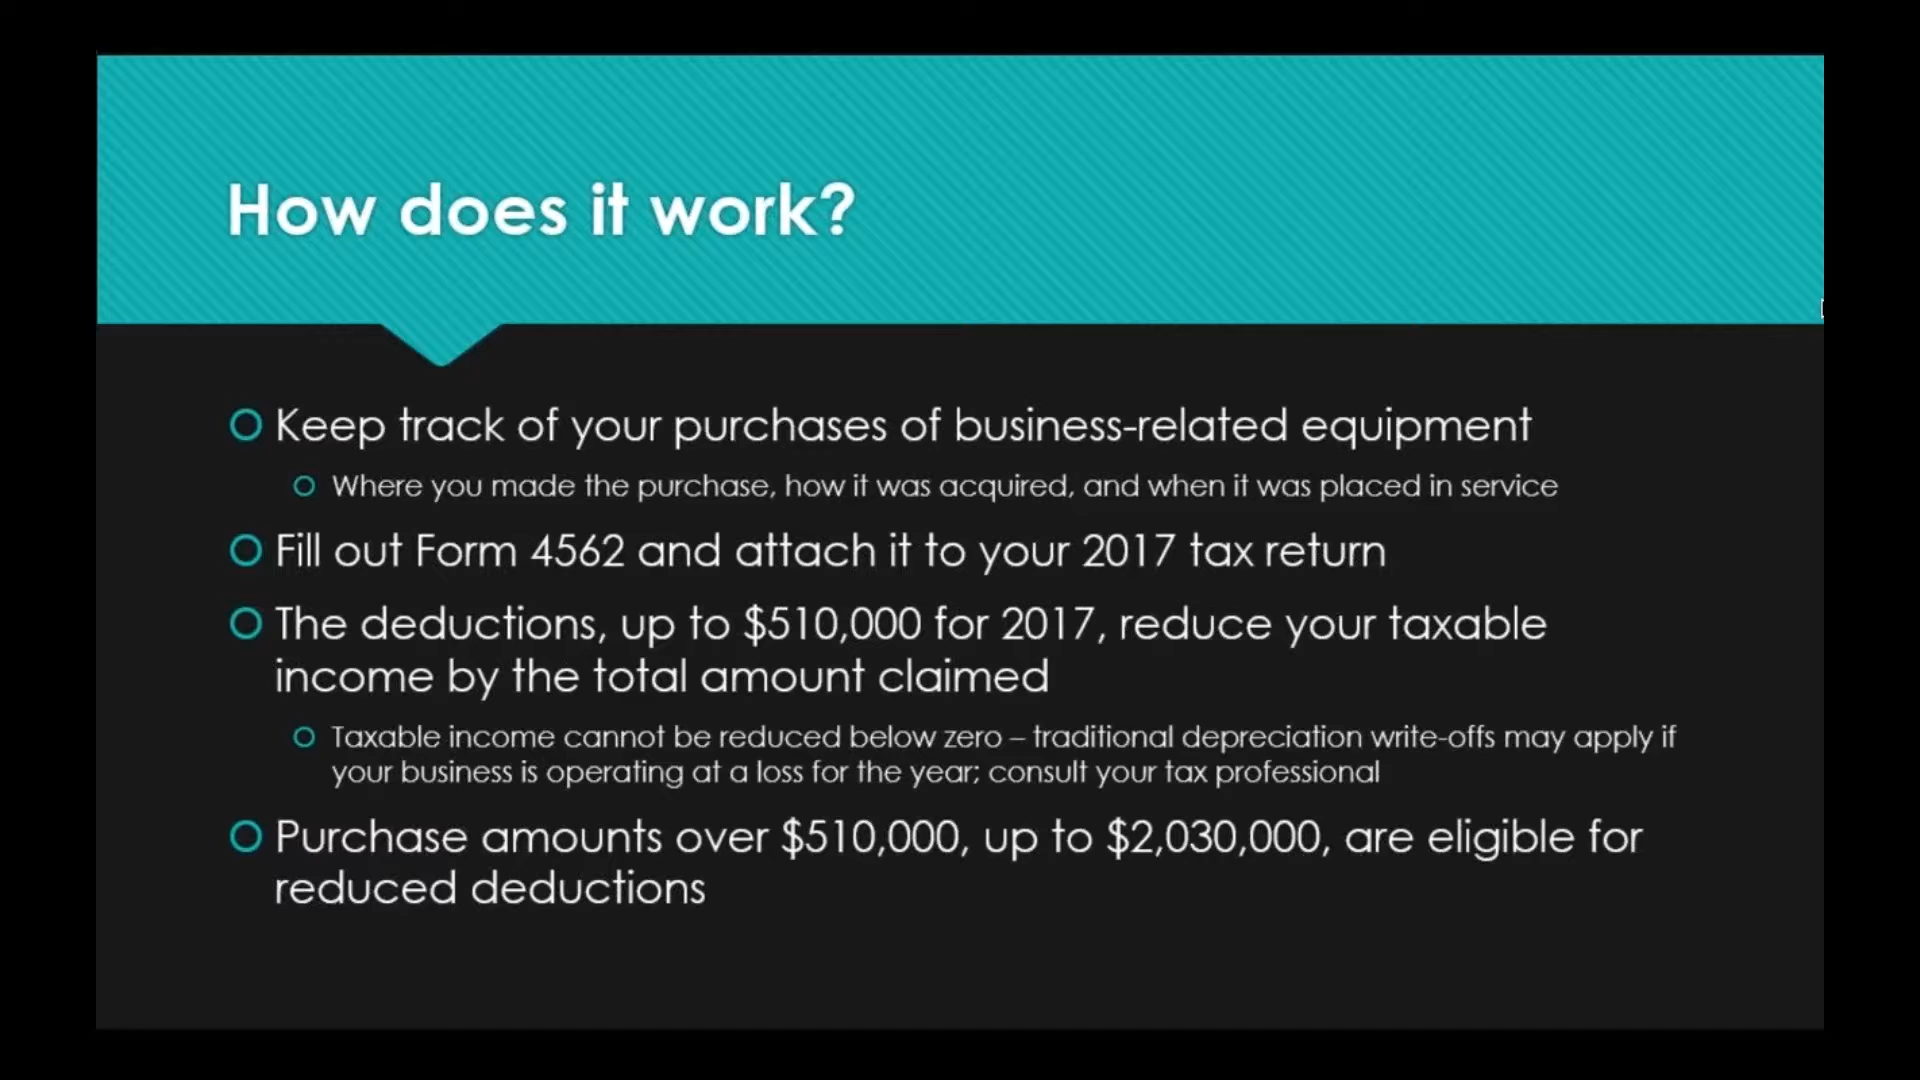 How does it work?
Keep track of your purchases of business-related equipment
Where you made the purchase, how it was acquired, and when it was placed in service
Fill out Form 4562 and attach it to your 2017 tax return
The deductions, up to $510,000 for 2017, reduce your taxable
income by the total amount claimed
Taxable income cannot be reduced below zero – traditional depreciation write-offs may apply if
your business is operating at a loss for the year; consult your tax professional
Purchase amounts over $510,000, up to $2,030,000, are eligible for
reduced deductions